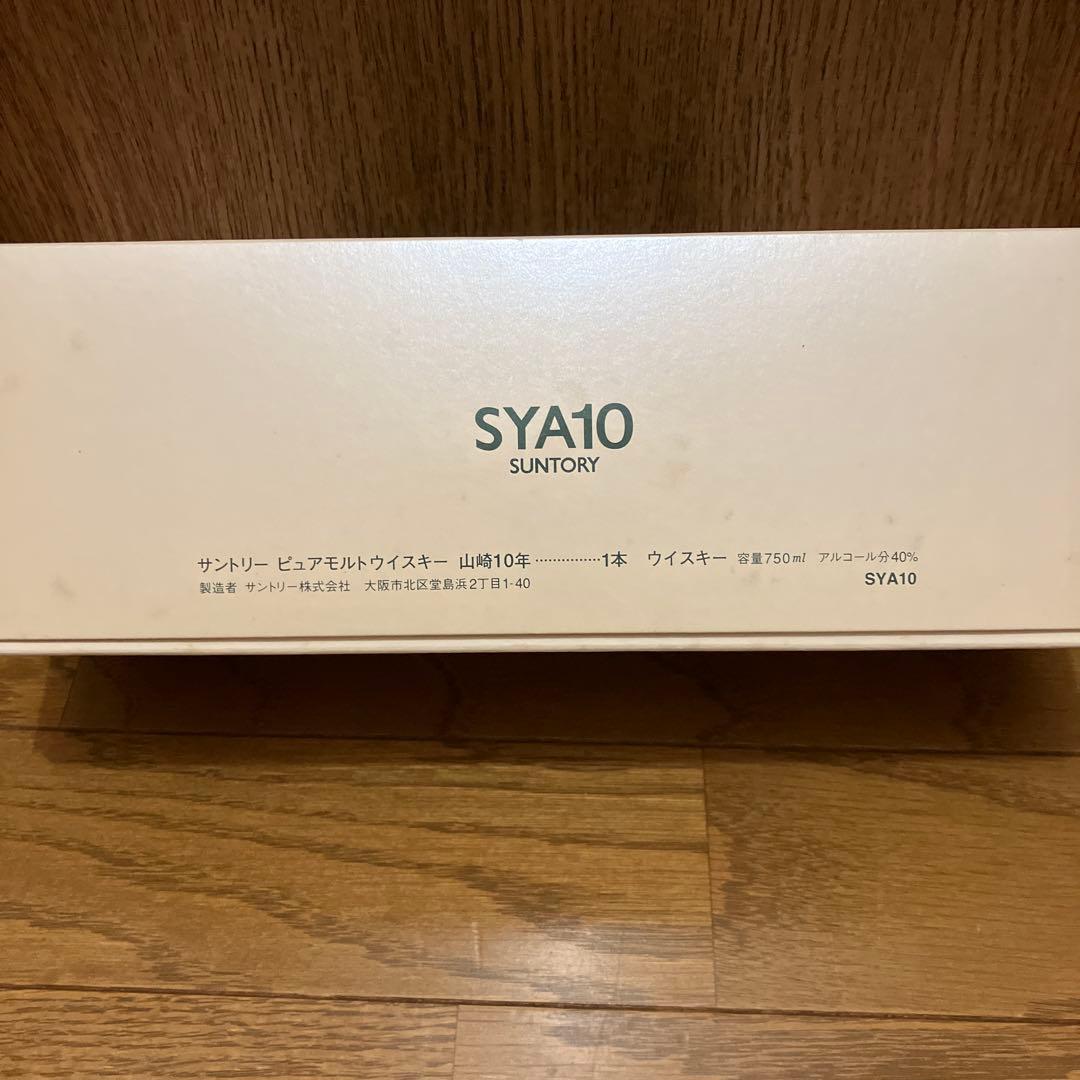 SYA10
SUNTORY
サントリー ピュアモルトウイスキー 山崎10年……………1本 ウイスキー 容量750ml アルコール分40%
製造者 サントリー株式会社 大阪市北区堂島浜2丁目1-40 SYA10